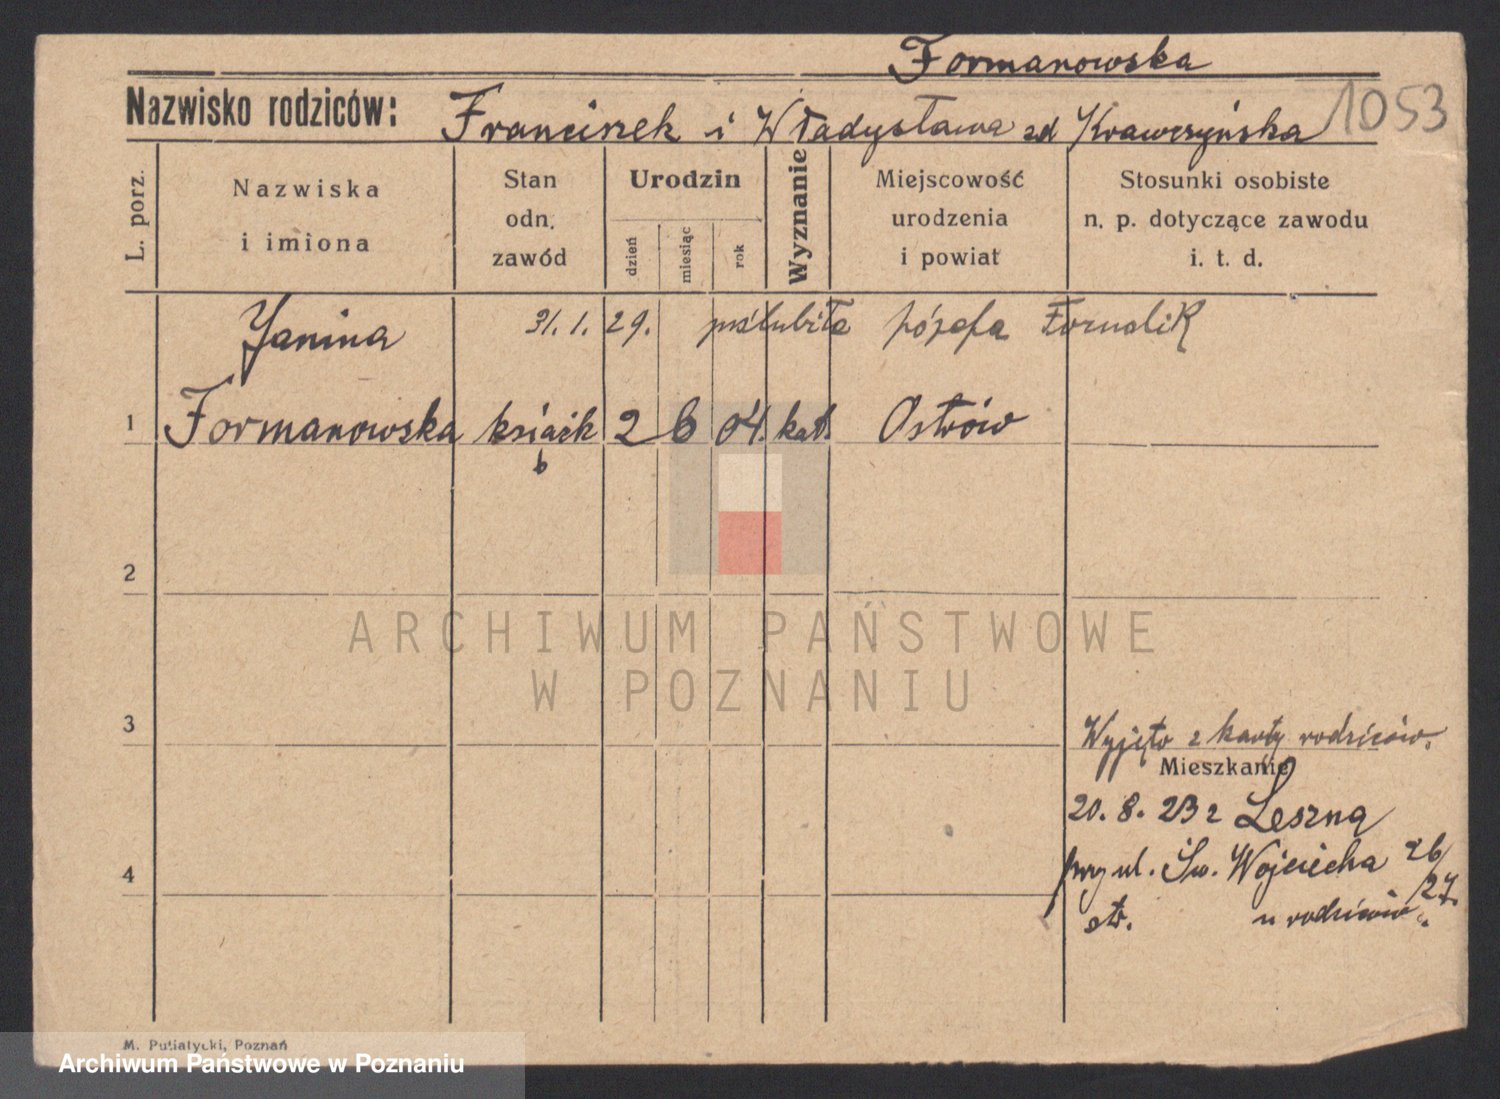 Formanowska
Nazwisko rodziców: Franciszek i Władysława zd Krawczyńska 1053
L. porz.
Nazwiska i imiona
Stan odn. zawód
Urodzin
dzień
miesiąc
rok
Wyznanie
Miejscowość urodzenia i powiat
Stosunki osobiste n. p. dotyczące zawodu i. t. d.
Janina 31.1.29. poślubiła Józefa Fornalik
1 Formanowska książk 2 6 04. kat. Ostrów
b
2
ARCHIWUM PAŃSTWOWE
W POZNANIU
3
Wyjęto z karty rodziców.
Mieszkanie
20. 8. 23 z Leszna
4 przy ul. Św. Wojciecha 26/27.
u rodziców.
M. Putiatycki, Poznań
Archiwum Państwowe w Poznaniu